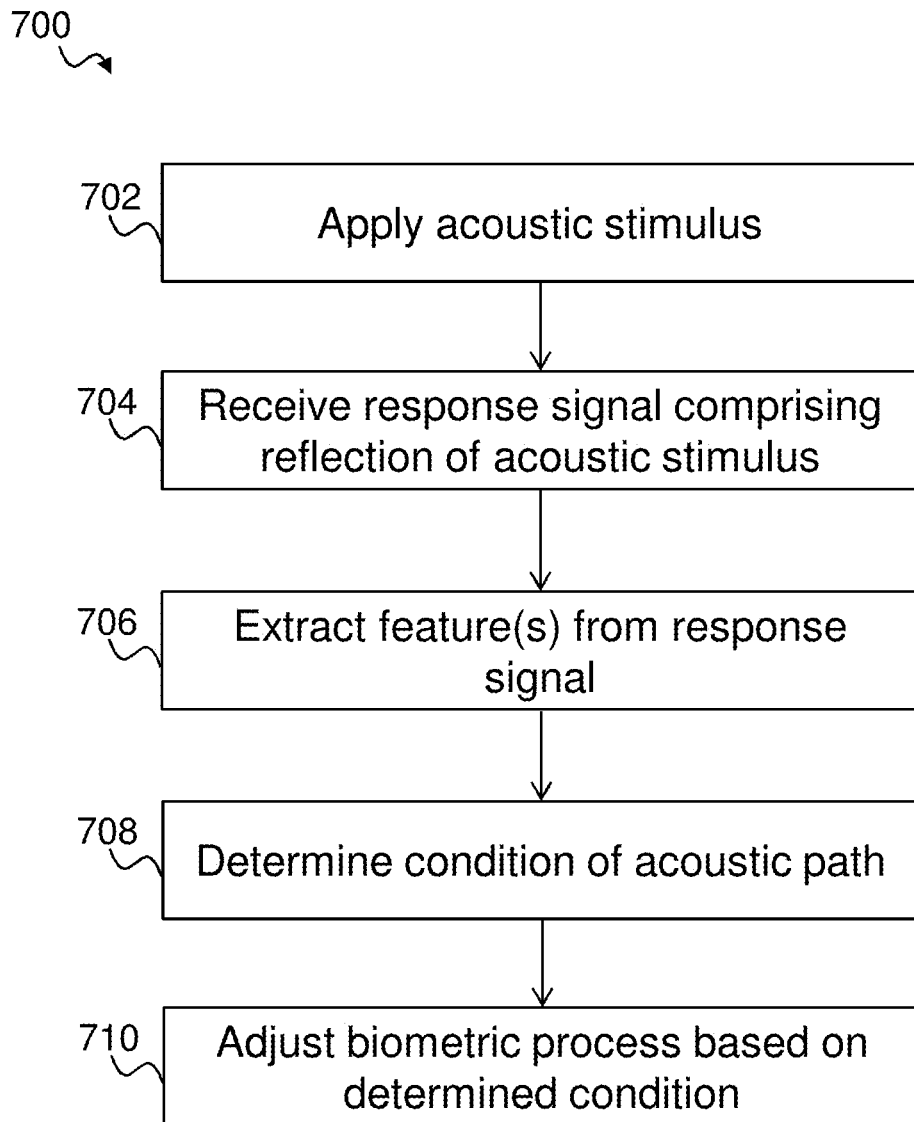 700
702
Apply acoustic stimulus
704
Receive response signal comprising
reflection of acoustic stimulus
706
Extract feature(s) from response
signal
708
Determine condition of acoustic path
710
Adjust biometric process based on
determined condition